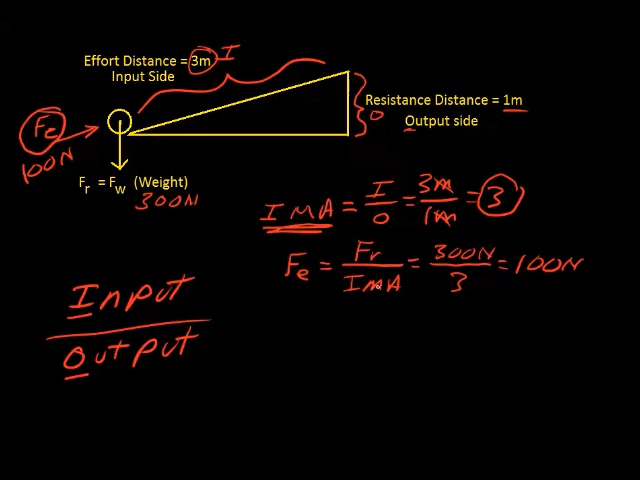 Effort Distance = 3m I
Input Side
Resistance Distance = 1m
Output side
O
Fe
100N
Fr = Fw (Weight)
300N
IMA = I/O = 3m/1m = 3
Fe = Fr/IMA = 300N/3 = 100N
Input
Output